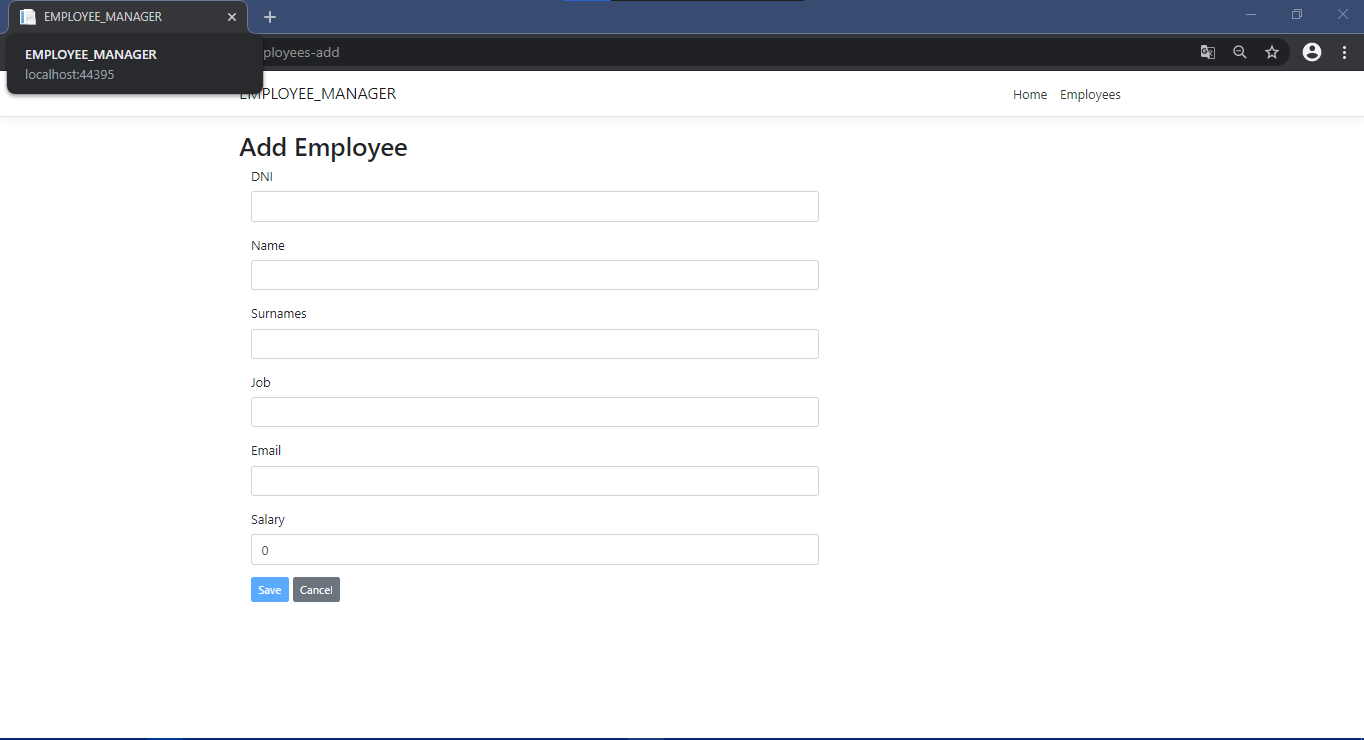 EMPLOYEE_MANAGER
EMPLOYEE_MANAGER
localhost:44395
ployees-add
EMPLOYEE_MANAGER
Home Employees
Add Employee
DNI
Name
Surnames
Job
Email
Salary
0
Save Cancel